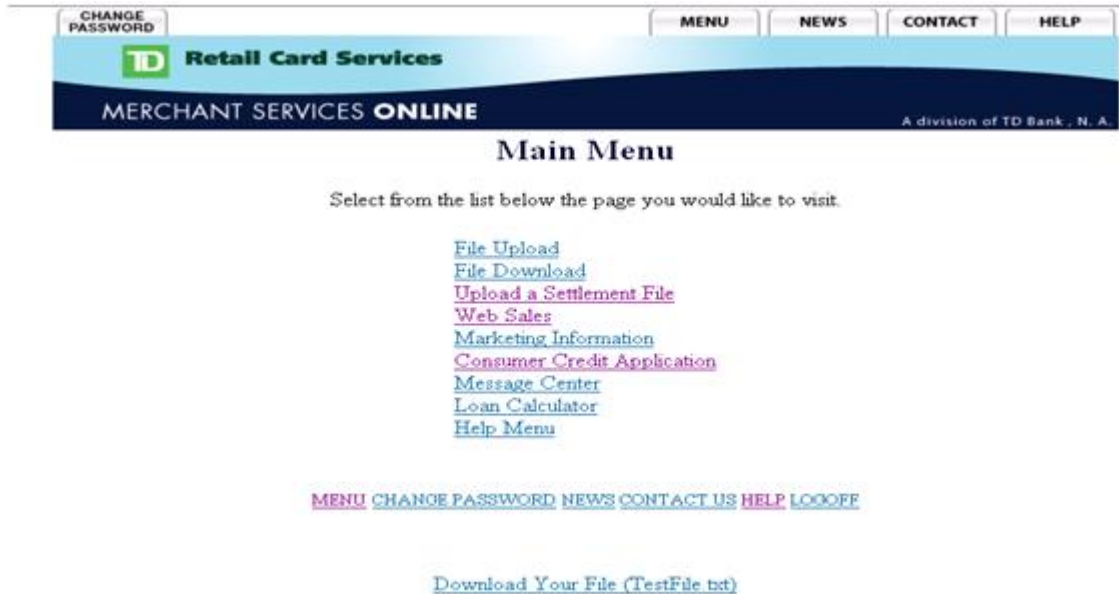 CHANGE
PASSWORD
MENU
NEWS
CONTACT
HELP
TD Retail Card Services
MERCHANT SERVICES ONLINE
A division of TD Bank , N. A.
Main Menu
Select from the list below the page you would like to visit.
File Upload
File Download
Upload a Settlement File
Web Sales
Marketing Information
Consumer Credit Application
Message Center
Loan Calculator
Help Menu
MENU CHANGE PASSWORD NEWS CONTACT US HELP LOGOFF
Download Your File (TestFile.txt)